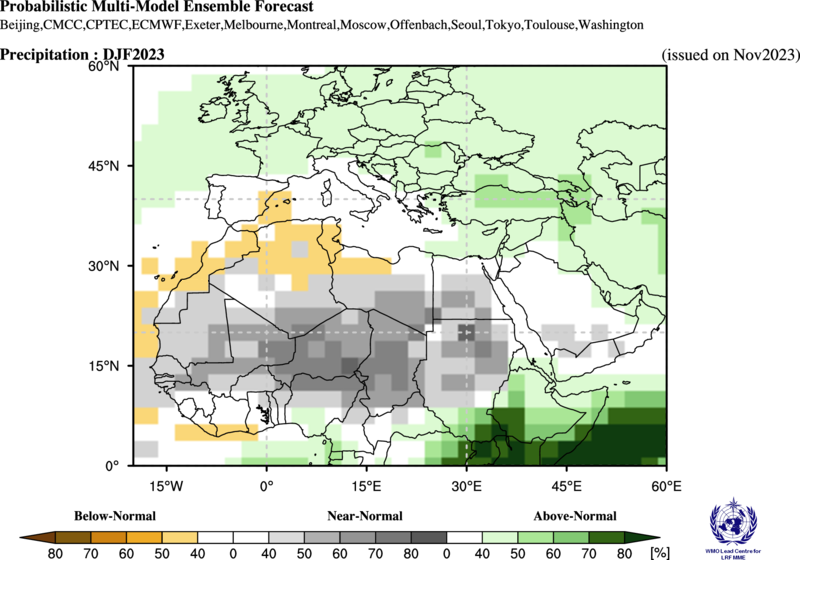 Probabilistic Multi-Model Ensemble Forecast
Beijing,CMCC,CPTEC,ECMWF,Exeter,Melbourne,Montreal,Moscow,Offenbach,Seoul,Tokyo,Toulouse,Washington
Precipitation : DJF2023 (issued on Nov2023)
60°N
45°N
30°N
15°N
0°
15°W 0° 15°E 30°E 45°E 60°E
Below-Normal Near-Normal Above-Normal
80 70 60 50 40 0 40 50 60 70 80 0 40 50 60 70 80 [%]
WMO Lead Centre for
LRF MME